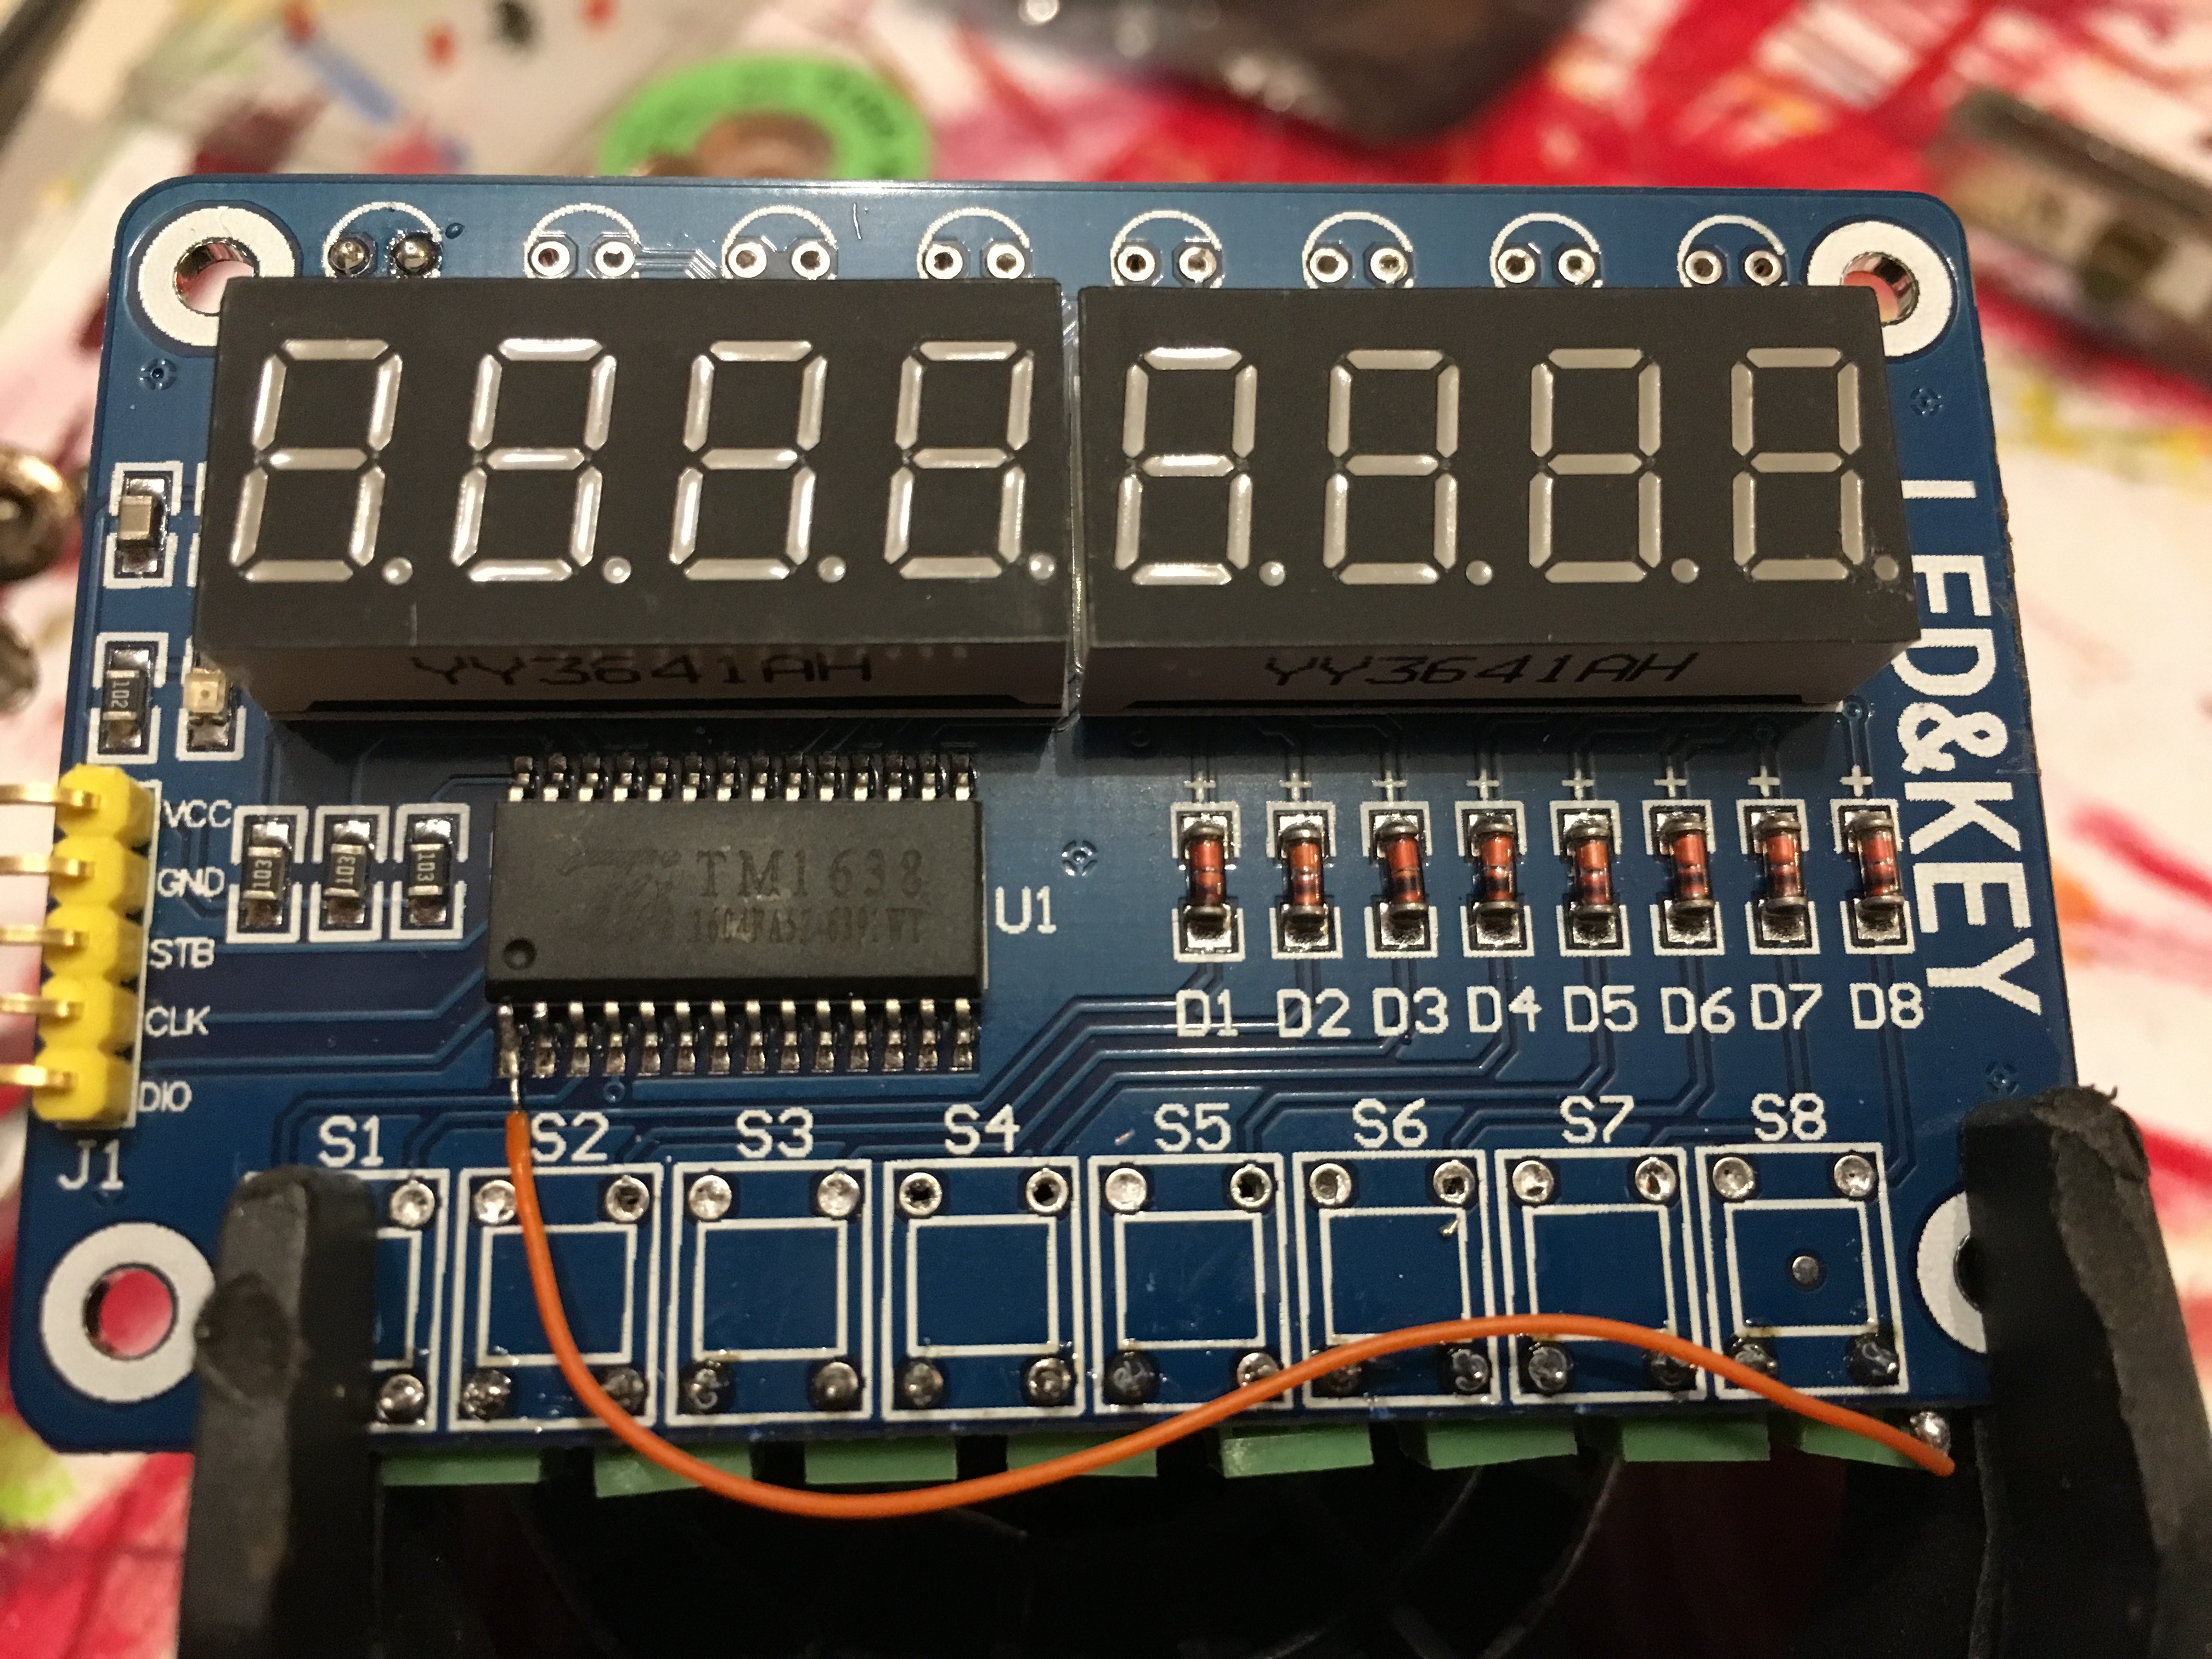 YY3641AH
YY3641AH
LED&KEY
102
VCC
GND
STB
CLK
DIO
J1
103
103
103
TM1638
U1
+ + + + + + + +
D1 D2 D3 D4 D5 D6 D7 D8
S1 S2 S3 S4 S5 S6 S7 S8